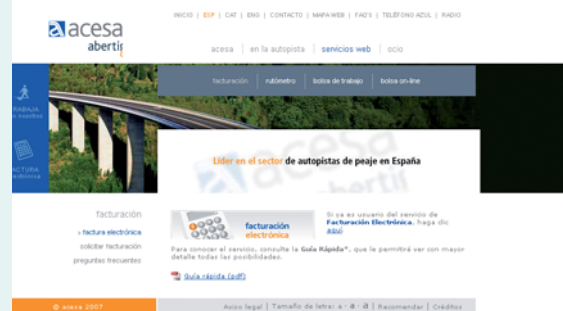 INICIO | ESP | CAT | ENG | CONTACTO | MAPA WEB | FAQ'S | TELÉFONO AZUL | RADIO
acesa
abertis
acesa | en la autopista | servicios web | ocio
facturación | rutómetro | bolsa de trabajo | bolsa on-line
TRABAJA
FACTURA
electrónica
Líder en el sector de autopistas de peaje en España
acesa
abertis
facturación
› factura electrónica
solicitar facturación
preguntas frecuentes
facturación
electrónica
Si ya es usuario del servicio de
Facturación Electrónica, haga clic
aquí
Para conocer el servicio, consulte la Guía Rápida*, que le permitirá ver con mayor
detalle todas las posibilidades.
Guía rápida (pdf)
© acesa 2007
Aviso legal | Tamaño de letra: a - a - a | Recomendar | Créditos